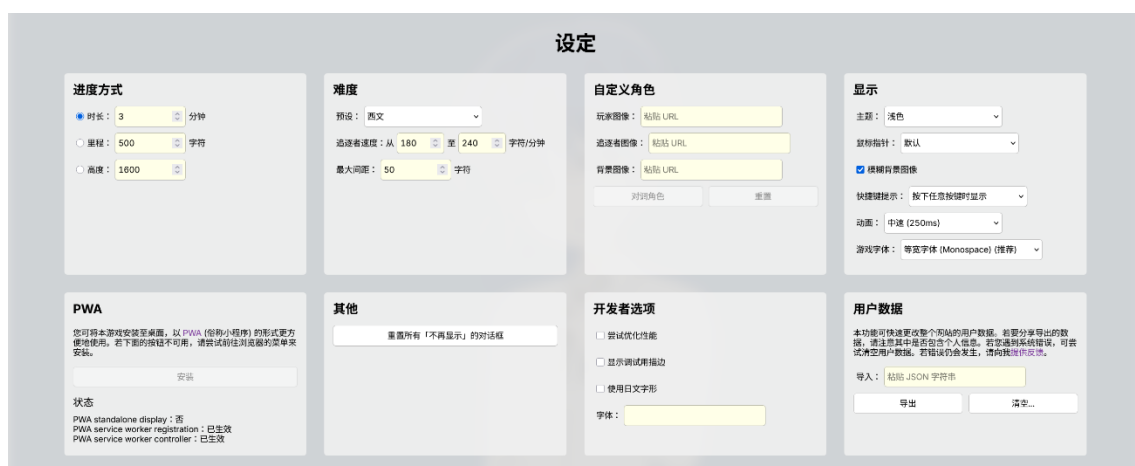 设定
进度方式
时长： 3 分钟
里程： 500 字符
高度： 1600
难度
预设： 西文
追逐者速度：从 180 至 240 字符/分钟
最大间距： 50 字符
自定义角色
玩家图像： 粘贴 URL
追逐者图像： 粘贴 URL
背景图像： 粘贴 URL
对调角色 重置
显示
主题： 浅色
鼠标指针： 默认
模糊背景图像
快捷键提示： 按下任意按键时显示
动画： 中速 (250ms)
游戏字体： 等宽字体 (Monospace) (推荐)
PWA
您可将本游戏安装至桌面，以 PWA (俗称小程序) 的形式更方
便地使用。若下面的按钮不可用，请尝试前往浏览器的菜单来
安装。
安装
状态
PWA standalone display：否
PWA service worker registration：已生效
PWA service worker controller：已生效
其他
重置所有「不再显示」的对话框
开发者选项
尝试优化性能
显示调试用描边
使用日文字形
字体：
用户数据
本功能可快速更改整个网站的用户数据。若要分享导出的数
据，请注意其中是否包含个人信息。若您遇到系统错误，可尝
试清空用户数据。若错误仍会发生，请向我提供反馈。
导入： 粘贴 JSON 字符串
导出 清空...